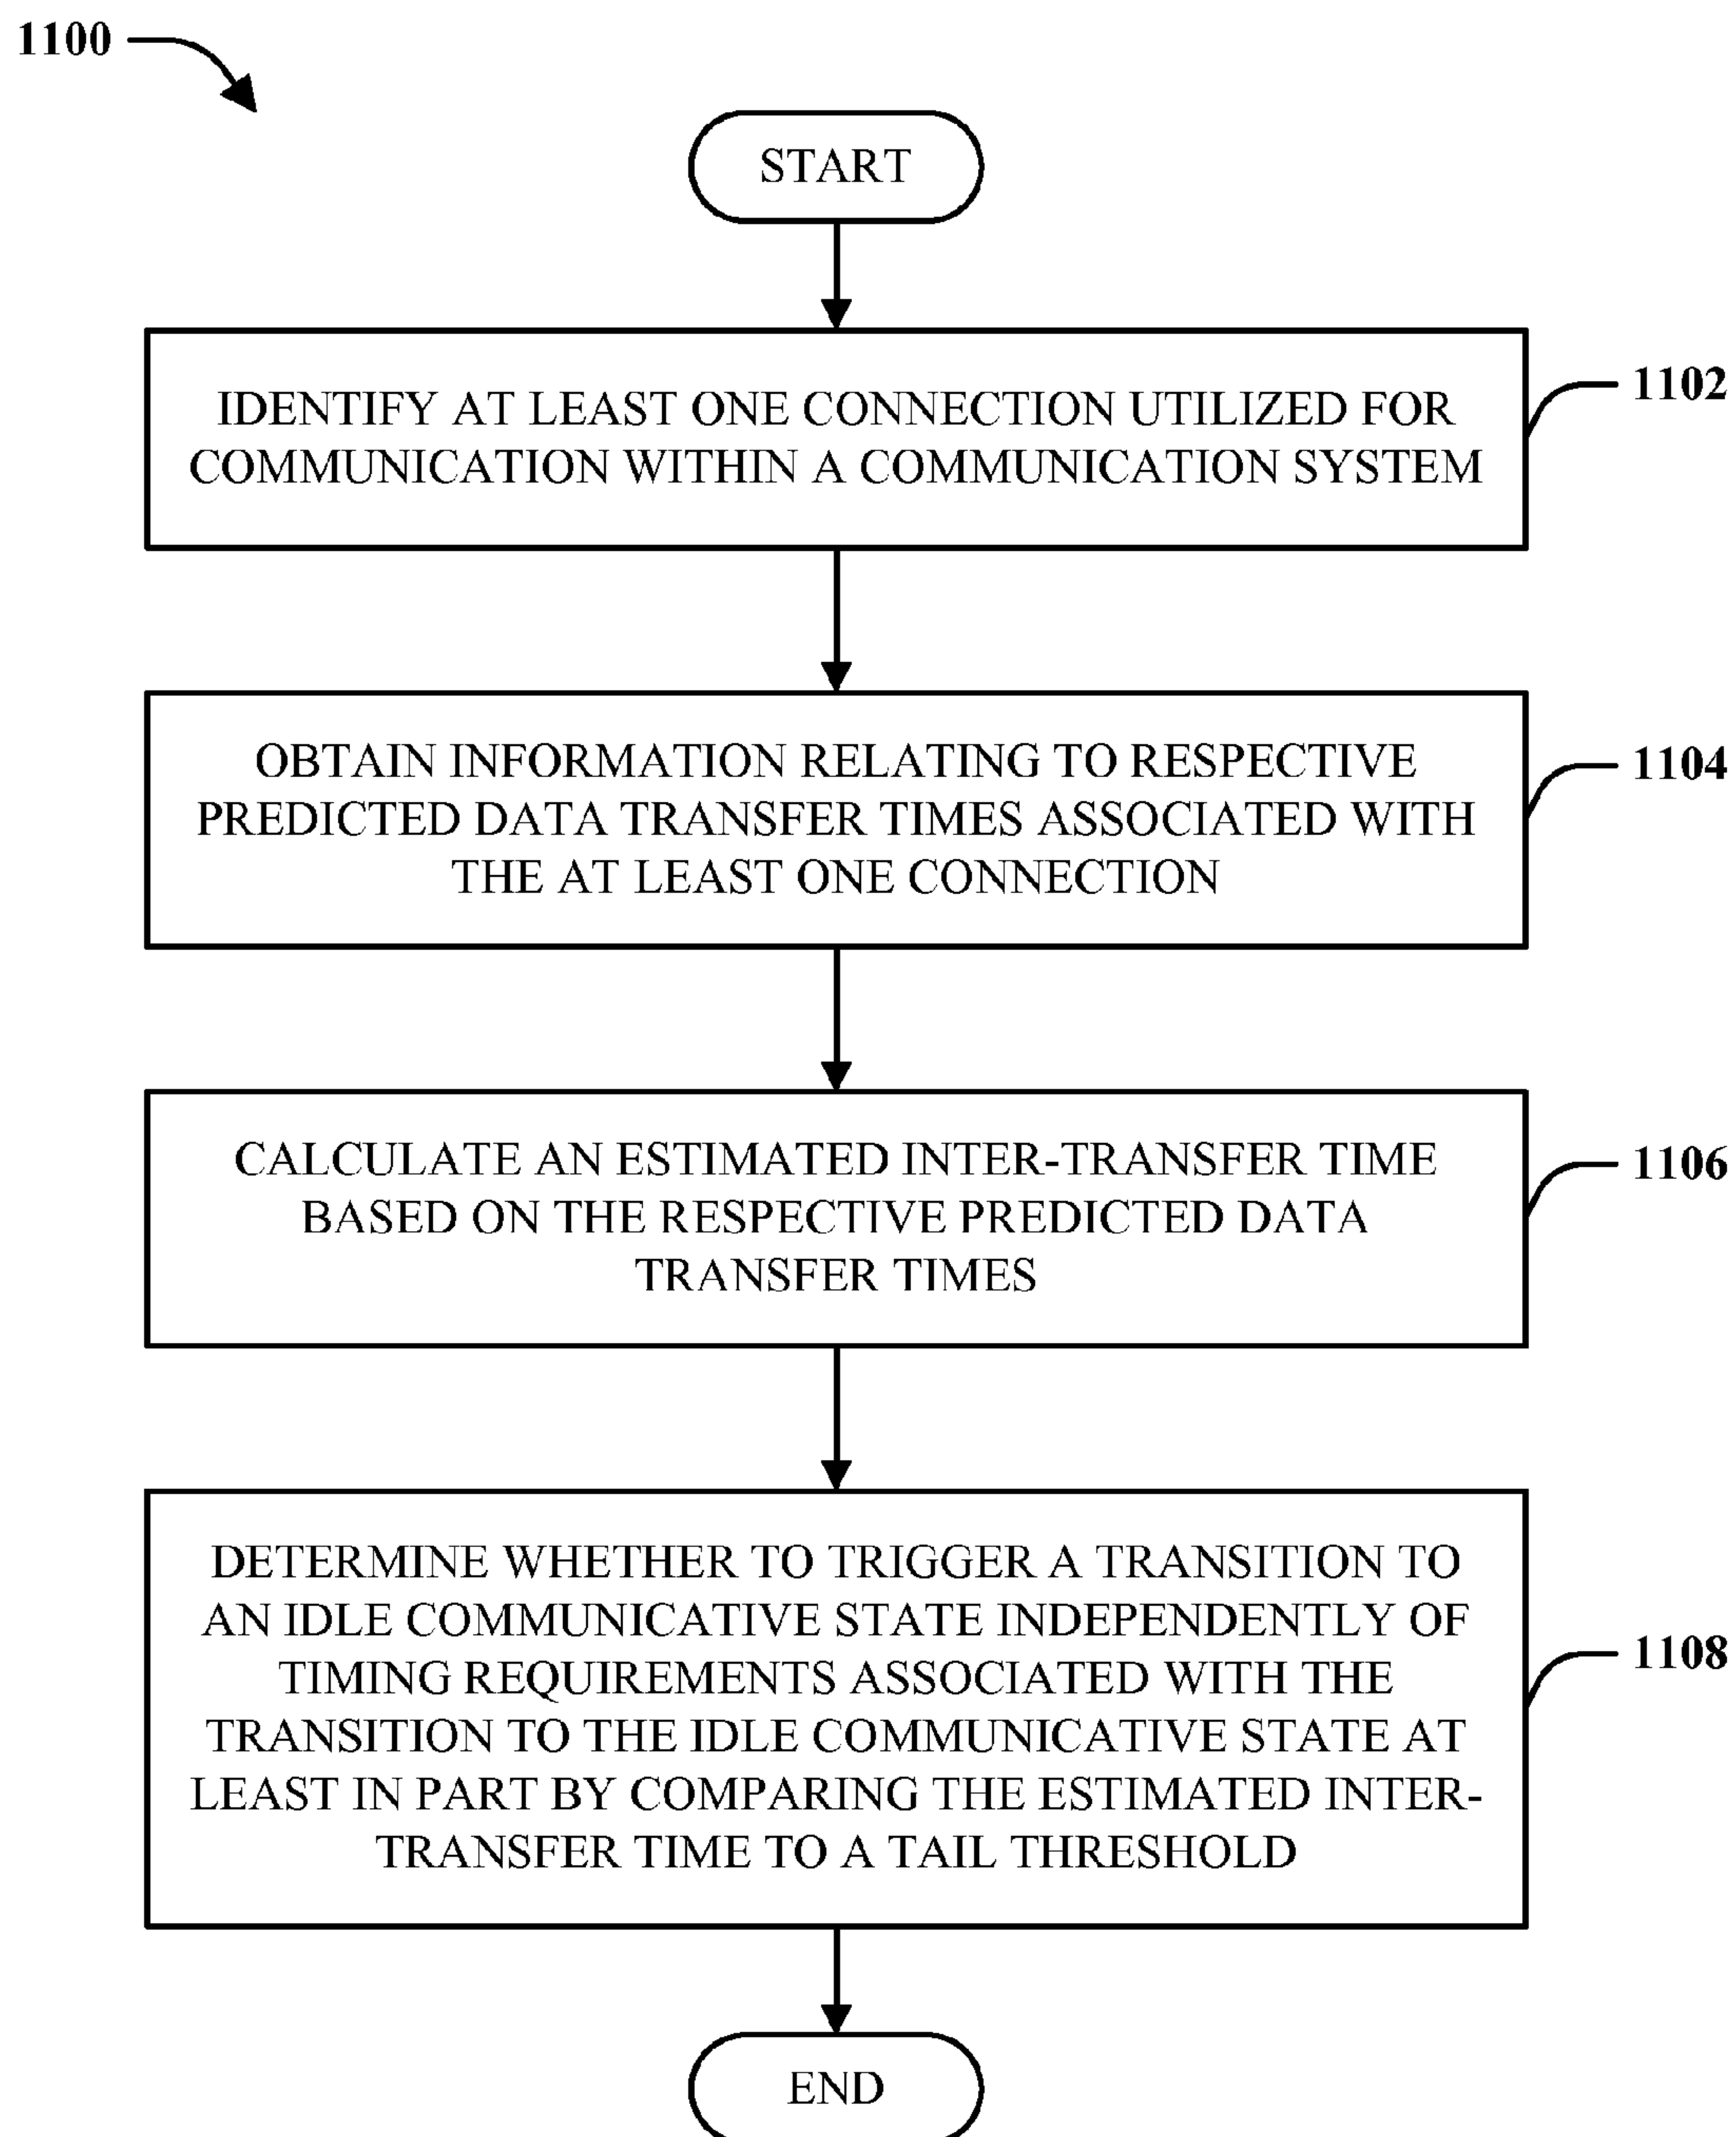 1100
START
IDENTIFY AT LEAST ONE CONNECTION UTILIZED FOR
COMMUNICATION WITHIN A COMMUNICATION SYSTEM
1102
OBTAIN INFORMATION RELATING TO RESPECTIVE
PREDICTED DATA TRANSFER TIMES ASSOCIATED WITH
THE AT LEAST ONE CONNECTION
1104
CALCULATE AN ESTIMATED INTER-TRANSFER TIME
BASED ON THE RESPECTIVE PREDICTED DATA
TRANSFER TIMES
1106
DETERMINE WHETHER TO TRIGGER A TRANSITION TO
AN IDLE COMMUNICATIVE STATE INDEPENDENTLY OF
TIMING REQUIREMENTS ASSOCIATED WITH THE
TRANSITION TO THE IDLE COMMUNICATIVE STATE AT
LEAST IN PART BY COMPARING THE ESTIMATED INTER-
TRANSFER TIME TO A TAIL THRESHOLD
1108
END